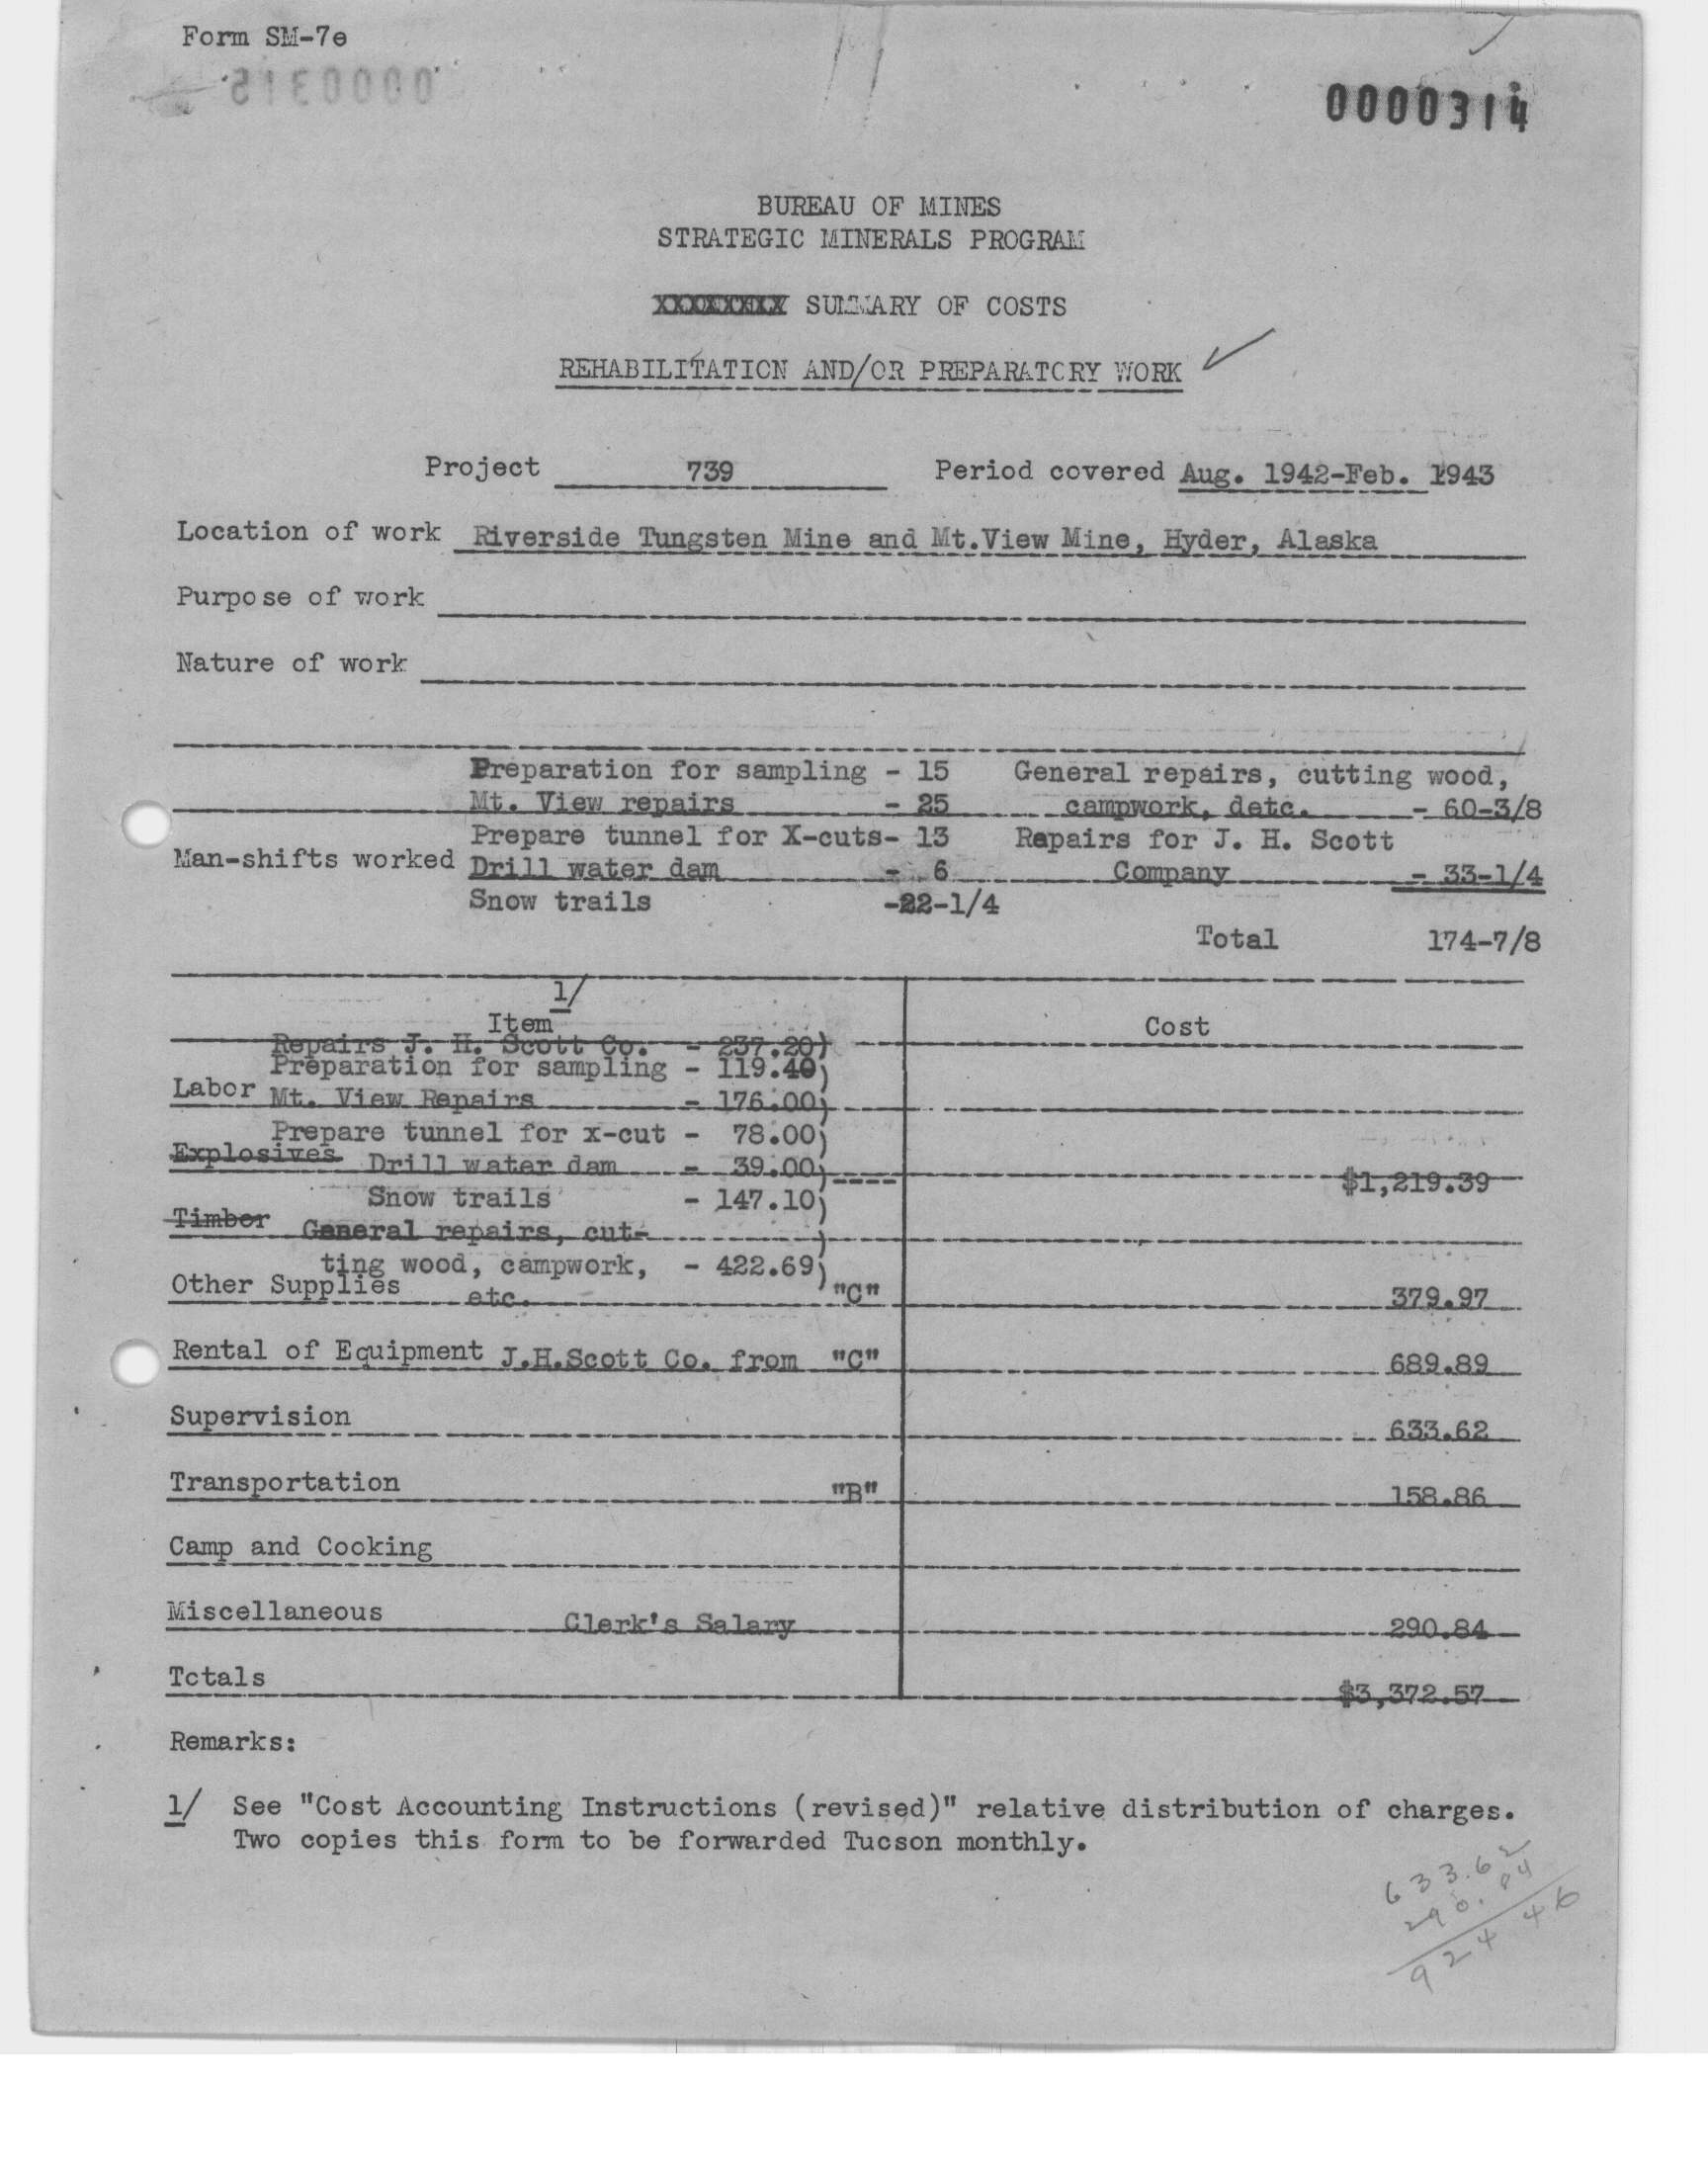 Form SM-7e
0000315
0000314
BUREAU OF MINES
STRATEGIC MINERALS PROGRAM
XXXXXXXX SUMMARY OF COSTS
REHABILITATION AND/OR PREPARATORY WORK
Project 739 Period covered Aug. 1942-Feb. 1943
Location of work Riverside Tungsten Mine and Mt.View Mine, Hyder, Alaska
Purpose of work
Nature of work
Preparation for sampling - 15 General repairs, cutting wood,
Mt. View repairs - 25 campwork, detc. - 60-3/8
Prepare tunnel for X-cuts- 13 Repairs for J. H. Scott
Man-shifts worked Drill water dam - 6 Company - 33-1/4
Snow trails -22-1/4
Total 174-7/8
1/
Item Cost
Repairs J. H. Scott Co. - 237.20)
Preparation for sampling - 119.40)
Labor Mt. View Repairs - 176.00)
Prepare tunnel for x-cut - 78.00)
Explosives Drill water dam - 39.00)---- $1,219.39
Snow trails - 147.10)
Timber General repairs, cut- )
ting wood, campwork, - 422.69)
Other Supplies etc. "C" 379.97
Rental of Equipment J.H.Scott Co. from "C" 689.89
Supervision 633.62
Transportation "B" 158.86
Camp and Cooking
Miscellaneous Clerk's Salary 290.84
Totals $3,372.57
Remarks:
1/ See "Cost Accounting Instructions (revised)" relative distribution of charges.
Two copies this form to be forwarded Tucson monthly.
633.62
290.84
924 46